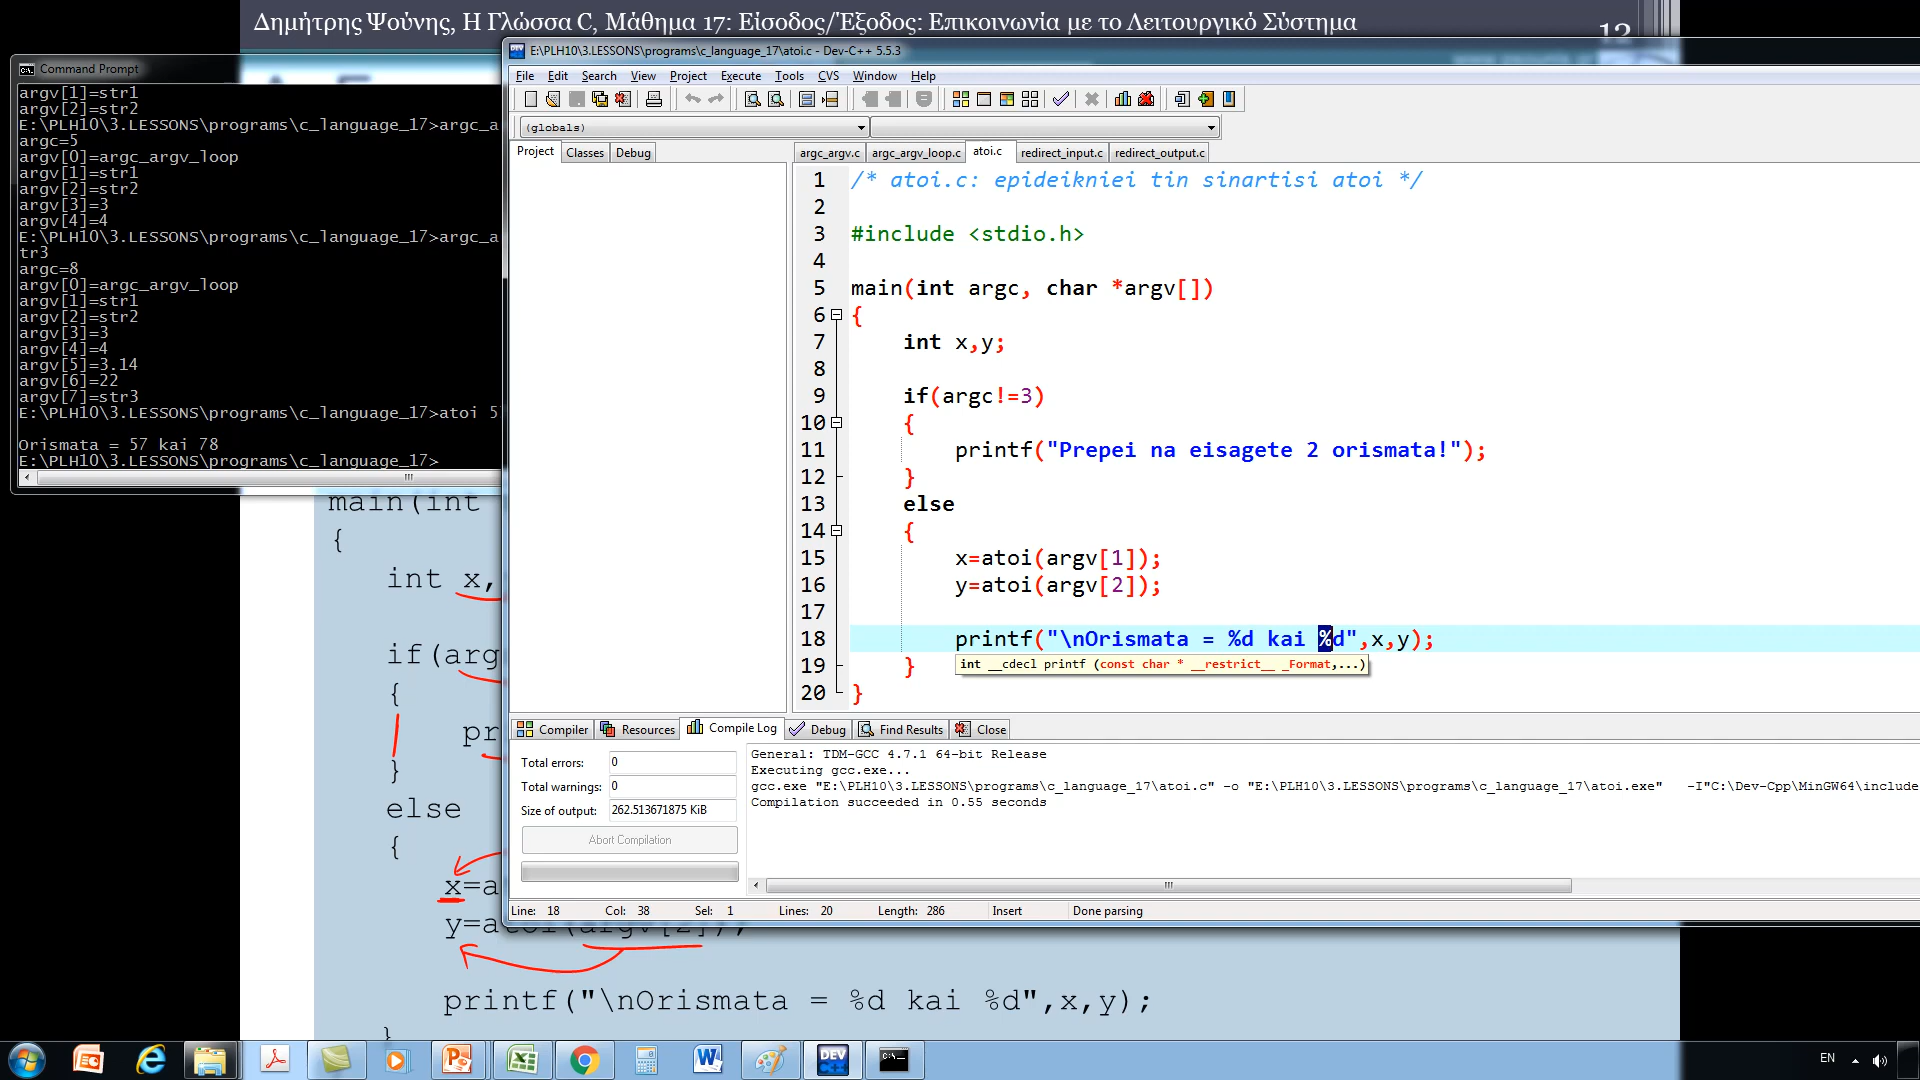 Δημήτρης Ψούνης, Η Γλώσσα C, Μάθημα 17: Είσοδος/Έξοδος: Επικοινωνία με το Λειτουργικό Σύστημα
12
Command Prompt
argv[1]=str1
argv[2]=str2
E:\PLH10\3.LESSONS\programs\c_language_17>argc_a
argc=5
argv[0]=argc_argv_loop
argv[1]=str1
argv[2]=str2
argv[3]=3
argv[4]=4
E:\PLH10\3.LESSONS\programs\c_language_17>argc_a
tr3
argc=8
argv[0]=argc_argv_loop
argv[1]=str1
argv[2]=str2
argv[3]=3
argv[4]=4
argv[5]=3.14
argv[6]=22
argv[7]=str3
E:\PLH10\3.LESSONS\programs\c_language_17>atoi 5
Orismata = 57 kai 78
E:\PLH10\3.LESSONS\programs\c_language_17>
main(int
{
int x,
if(arg
{
pr
}
else
{
x=a
y=atoi(argv[2]);
printf("\nOrismata = %d kai %d",x,y);
}
E:\PLH10\3.LESSONS\programs\c_language_17\atoi.c - Dev-C++ 5.5.3
File Edit Search View Project Execute Tools CVS Window Help
(globals)
Project Classes Debug
argc_argv.c argc_argv_loop.c atoi.c redirect_input.c redirect_output.c
1 /* atoi.c: epideikniei tin sinartisi atoi */
2
3 #include <stdio.h>
4
5 main(int argc, char *argv[])
6 {
7 int x,y;
8
9 if(argc!=3)
10 {
11 printf("Prepei na eisagete 2 orismata!");
12 }
13 else
14 {
15 x=atoi(argv[1]);
16 y=atoi(argv[2]);
17
18 printf("\nOrismata = %d kai %d",x,y);
int __cdecl printf (const char * __restrict__ _Format,...)
19 }
20 }
Compiler Resources Compile Log Debug Find Results Close
Total errors: 0
Total warnings: 0
Size of output: 262.513671875 KiB
Abort Compilation
General: TDM-GCC 4.7.1 64-bit Release
Executing gcc.exe...
gcc.exe "E:\PLH10\3.LESSONS\programs\c_language_17\atoi.c" -o "E:\PLH10\3.LESSONS\programs\c_language_17\atoi.exe" -I"C:\Dev-Cpp\MinGW64\include
Compilation succeeded in 0.55 seconds
Line: 18 Col: 38 Sel: 1 Lines: 20 Length: 286 Insert Done parsing
DEV
C:\
EN